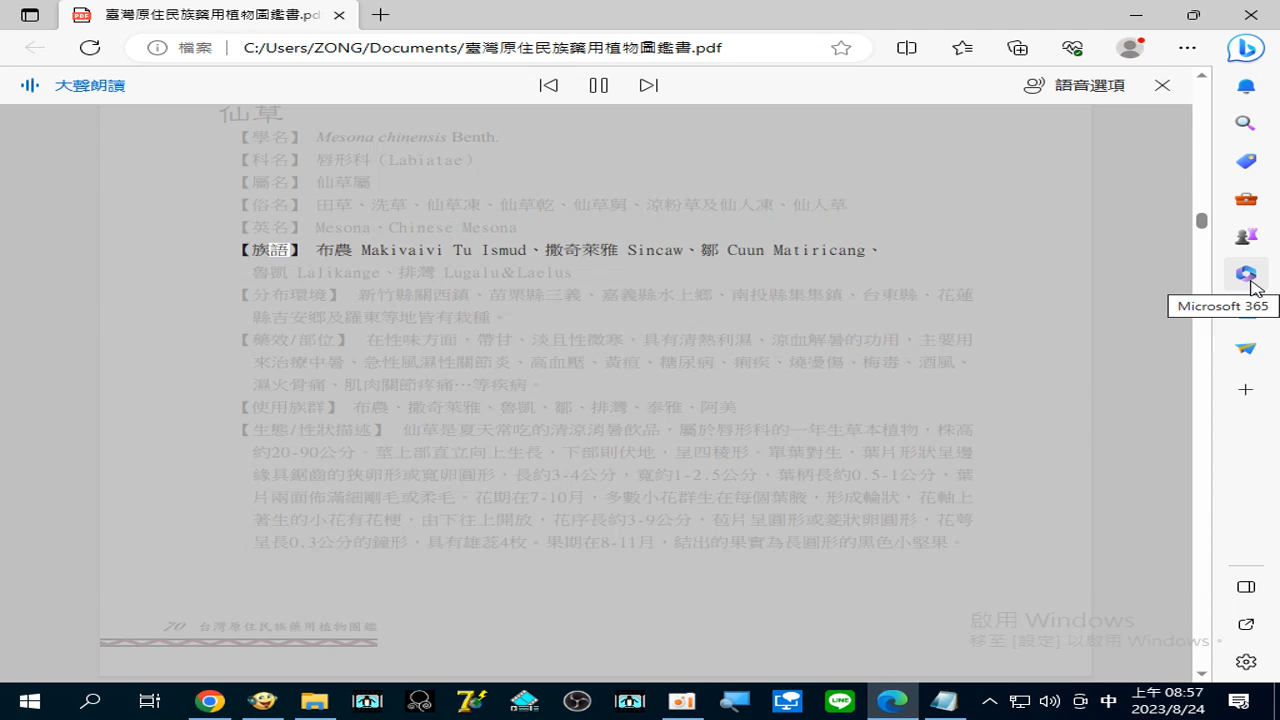 臺灣原住民族藥用植物圖鑑書.pd
檔案 C:/Users/ZONG/Documents/臺灣原住民族藥用植物圖鑑書.pdf
大聲朗讀
語音選項
仙草
【學名】 Mesona chinensis Benth.
【科名】 唇形科（Labiatae）
【屬名】 仙草屬
【俗名】 田草、洗草、仙草凍、仙草乾、仙草舅、涼粉草及仙人凍、仙人草
【英名】 Mesona、Chinese Mesona
【族語】 布農 Makivaivi Tu Ismud、撒奇萊雅 Sincaw、鄒 Cuun Matiricang、
魯凱 Lalikange、排灣 Lugalu＆Laelus
【分布環境】 新竹縣關西鎮、苗栗縣三義、嘉義縣水上鄉、南投縣集集鎮、台東縣、花蓮
縣吉安鄉及羅東等地皆有栽種。
【藥效/部位】 在性味方面，帶甘、淡且性微寒，具有清熱利濕、涼血解暑的功用，主要用
來治療中暑、急性風濕性關節炎、高血壓、黃疸、糖尿病、痢疾、燒燙傷、梅毒、酒風、
濕火骨痛、肌肉關節疼痛…等疾病。
【使用族群】 布農、撒奇萊雅、魯凱、鄒、排灣、泰雅、阿美
【生態/性狀描述】 仙草是夏天常吃的清涼消暑飲品，屬於唇形科的一年生草本植物，株高
約20-90公分。莖上部直立向上生長，下部則伏地，呈四稜形。單葉對生，葉片形狀呈邊
緣具鋸齒的狹卵形或寬卵圓形，長約3-4公分，寬約1-2.5公分，葉柄長約0.5-1公分，葉
片兩面佈滿細剛毛或柔毛。花期在7-10月，多數小花群生在每個葉腋，形成輪狀，花軸上
著生的小花有花梗，由下往上開放，花序長約3-9公分，苞片呈圓形或菱狀卵圓形，花萼
呈長0.3公分的鐘形，具有雄蕊4枚。果期在8-11月，結出的果實為長圓形的黑色小堅果。
70 台灣原住民族藥用植物圖鑑
Microsoft 365
啟用 Windows
移至 [設定] 以啟用 Windows。
中
上午 08:57
2023/8/24